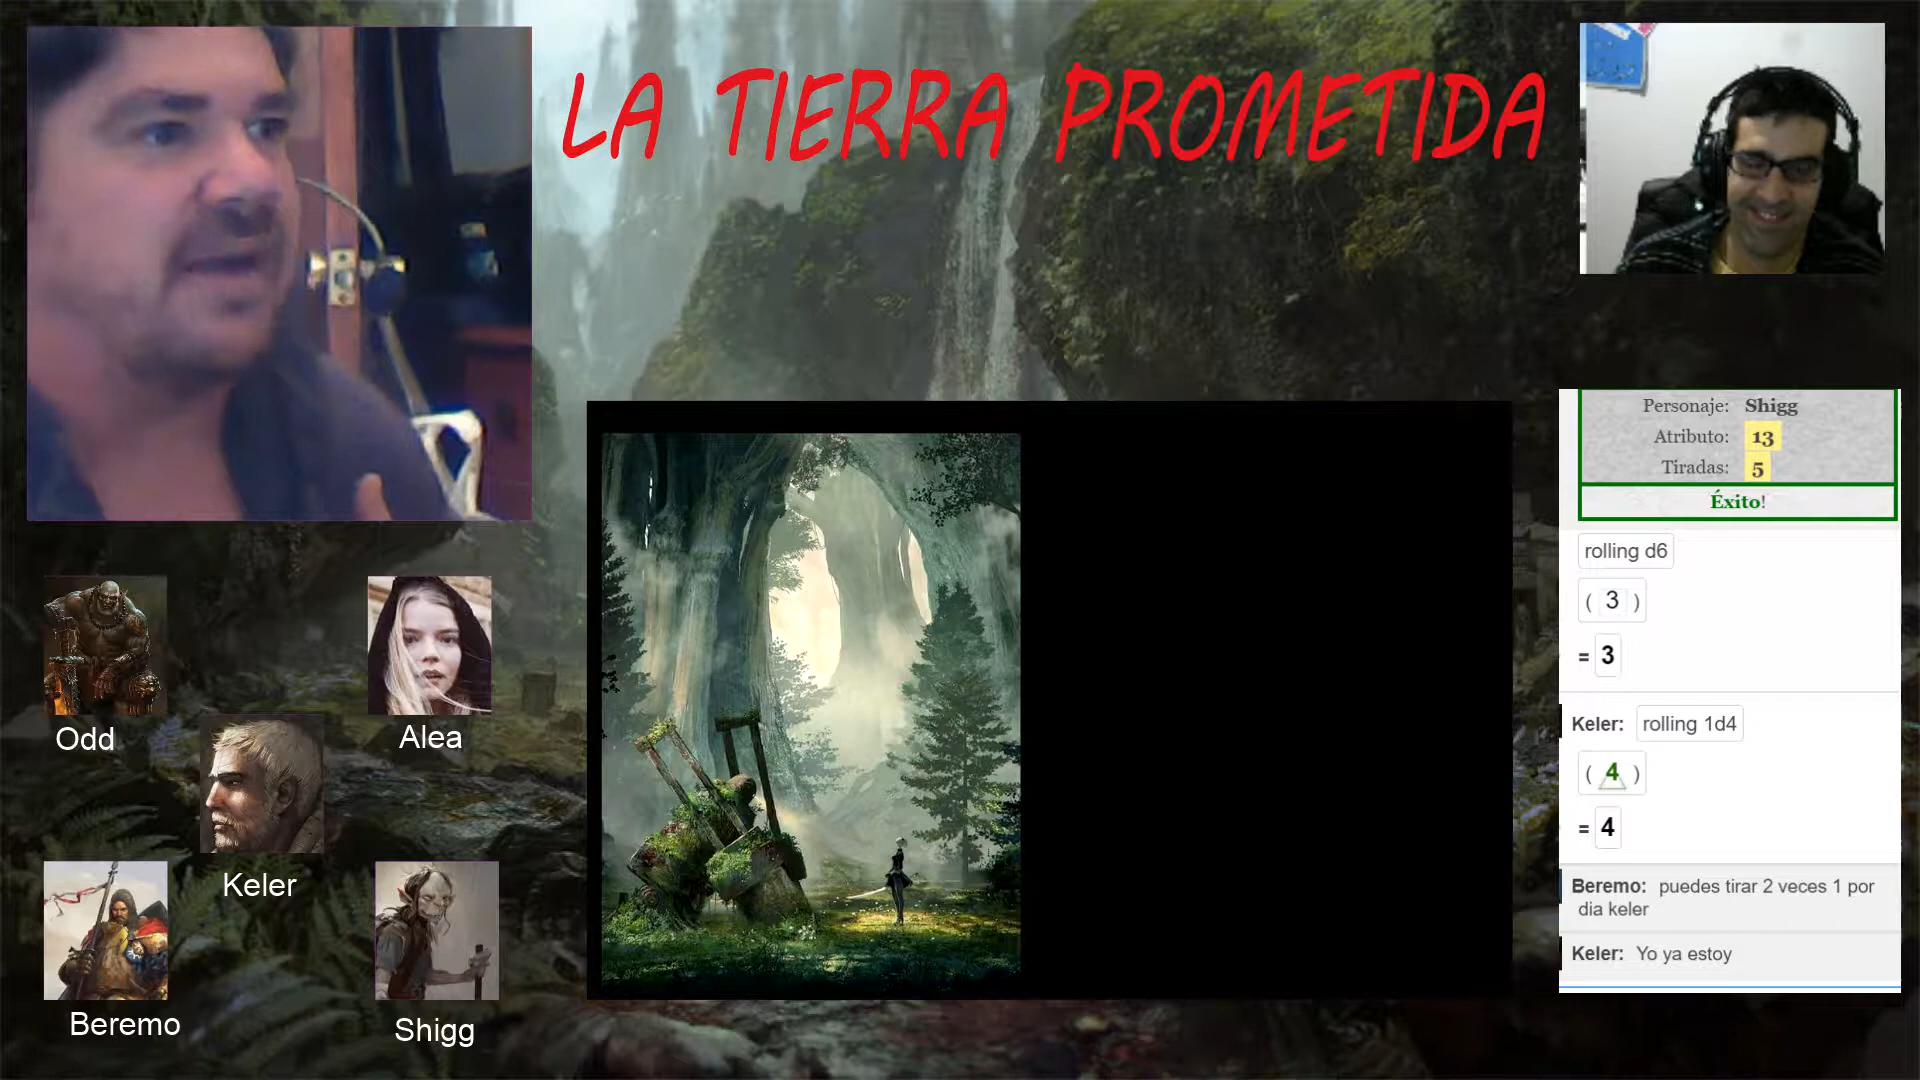 LA TIERRA PROMETIDA
Odd
Alea
Keler
Beremo
Shigg
Personaje: Shigg
Atributo: 13
Tiradas: 5
Éxito!
rolling d6
( 3 )
= 3
Keler: rolling 1d4
( 4 )
= 4
Beremo: puedes tirar 2 veces 1 por
dia keler
Keler: Yo ya estoy